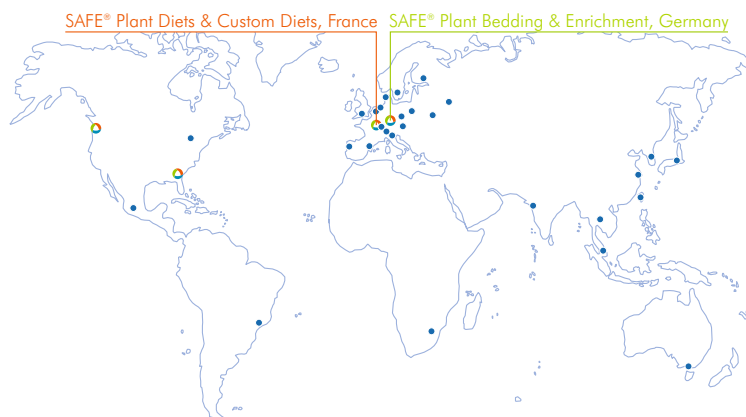 SAFE® Plant Diets & Custom Diets, France
SAFE® Plant Bedding & Enrichment, Germany